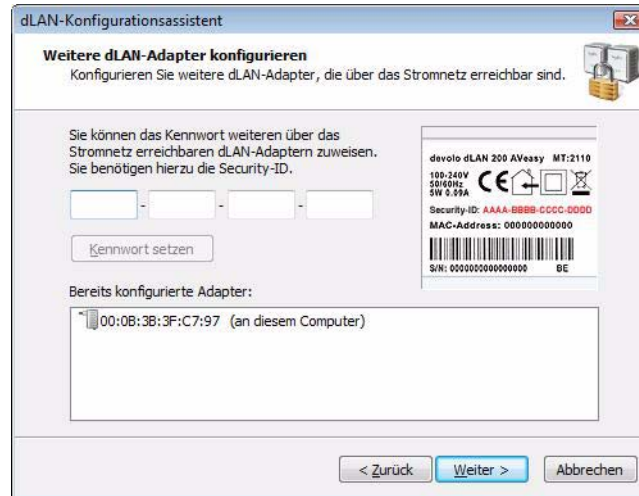 dLAN-Konfigurationsassistent
Weitere dLAN-Adapter konfigurieren
Konfigurieren Sie weitere dLAN-Adapter, die über das Stromnetz erreichbar sind.
Sie können das Kennwort weiteren über das
Stromnetz erreichbaren dLAN-Adaptern zuweisen.
Sie benötigen hierzu die Security-ID.
- - -
Kennwort setzen
devolo dLAN 200 AVeasy MT:2110
100-240V
50/60Hz
5W 0.09A
CE
Security-ID: AAAA-BBBB-CCCC-DDDD
MAC-Address: 000000000000
S/N: 0000000000000000 BE
Bereits konfigurierte Adapter:
00:0B:3B:3F:C7:97 (an diesem Computer)
< Zurück
Weiter >
Abbrechen